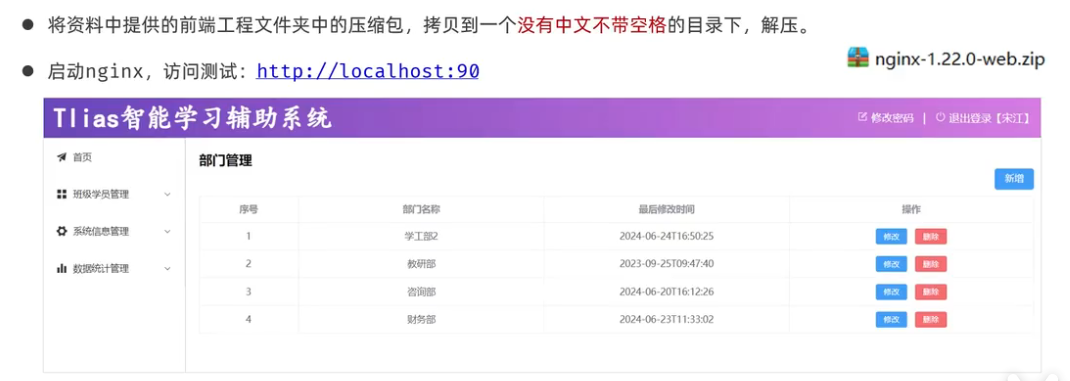 ● 将资料中提供的前端工程文件夹中的压缩包，拷贝到一个没有中文不带空格的目录下，解压。
nginx-1.22.0-web.zip
● 启动nginx，访问测试：http://localhost:90
Tlias智能学习辅助系统 修改密码 | 退出登录【宋江】
首页
部门管理
新增
班级学员管理
系统信息管理
数据统计管理
序号 部门名称 最后修改时间 操作
1 学工部2 2024-06-24T16:50:25 修改 删除
2 教研部 2023-09-25T09:47:40 修改 删除
3 咨询部 2024-06-20T16:12:26 修改 删除
4 财务部 2024-06-23T11:33:02 修改 删除